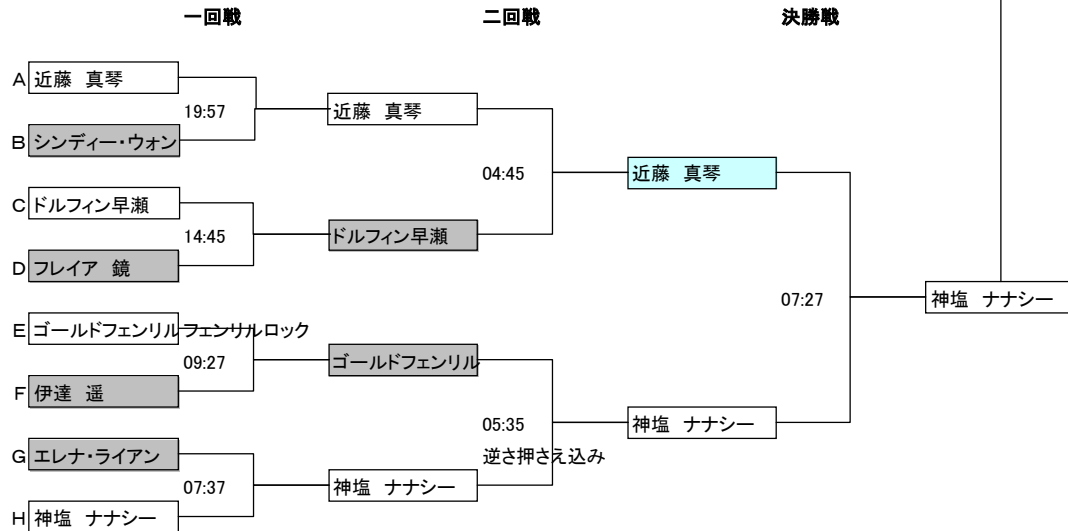 一回戦
二回戦
決勝戦
A 近藤 真琴
19:57
B シンディー・ウォン
近藤 真琴
C ドルフィン早瀬
14:45
D フレイア 鏡
ドルフィン早瀬
04:45
近藤 真琴
E ゴールドフェンリルフェンリルロック
09:27
F 伊達 遥
ゴールドフェンリル
G エレナ・ライアン
07:37
H 神塩 ナナシー
神塩 ナナシー
05:35
逆さ押さえ込み
神塩 ナナシー
07:27
神塩 ナナシー